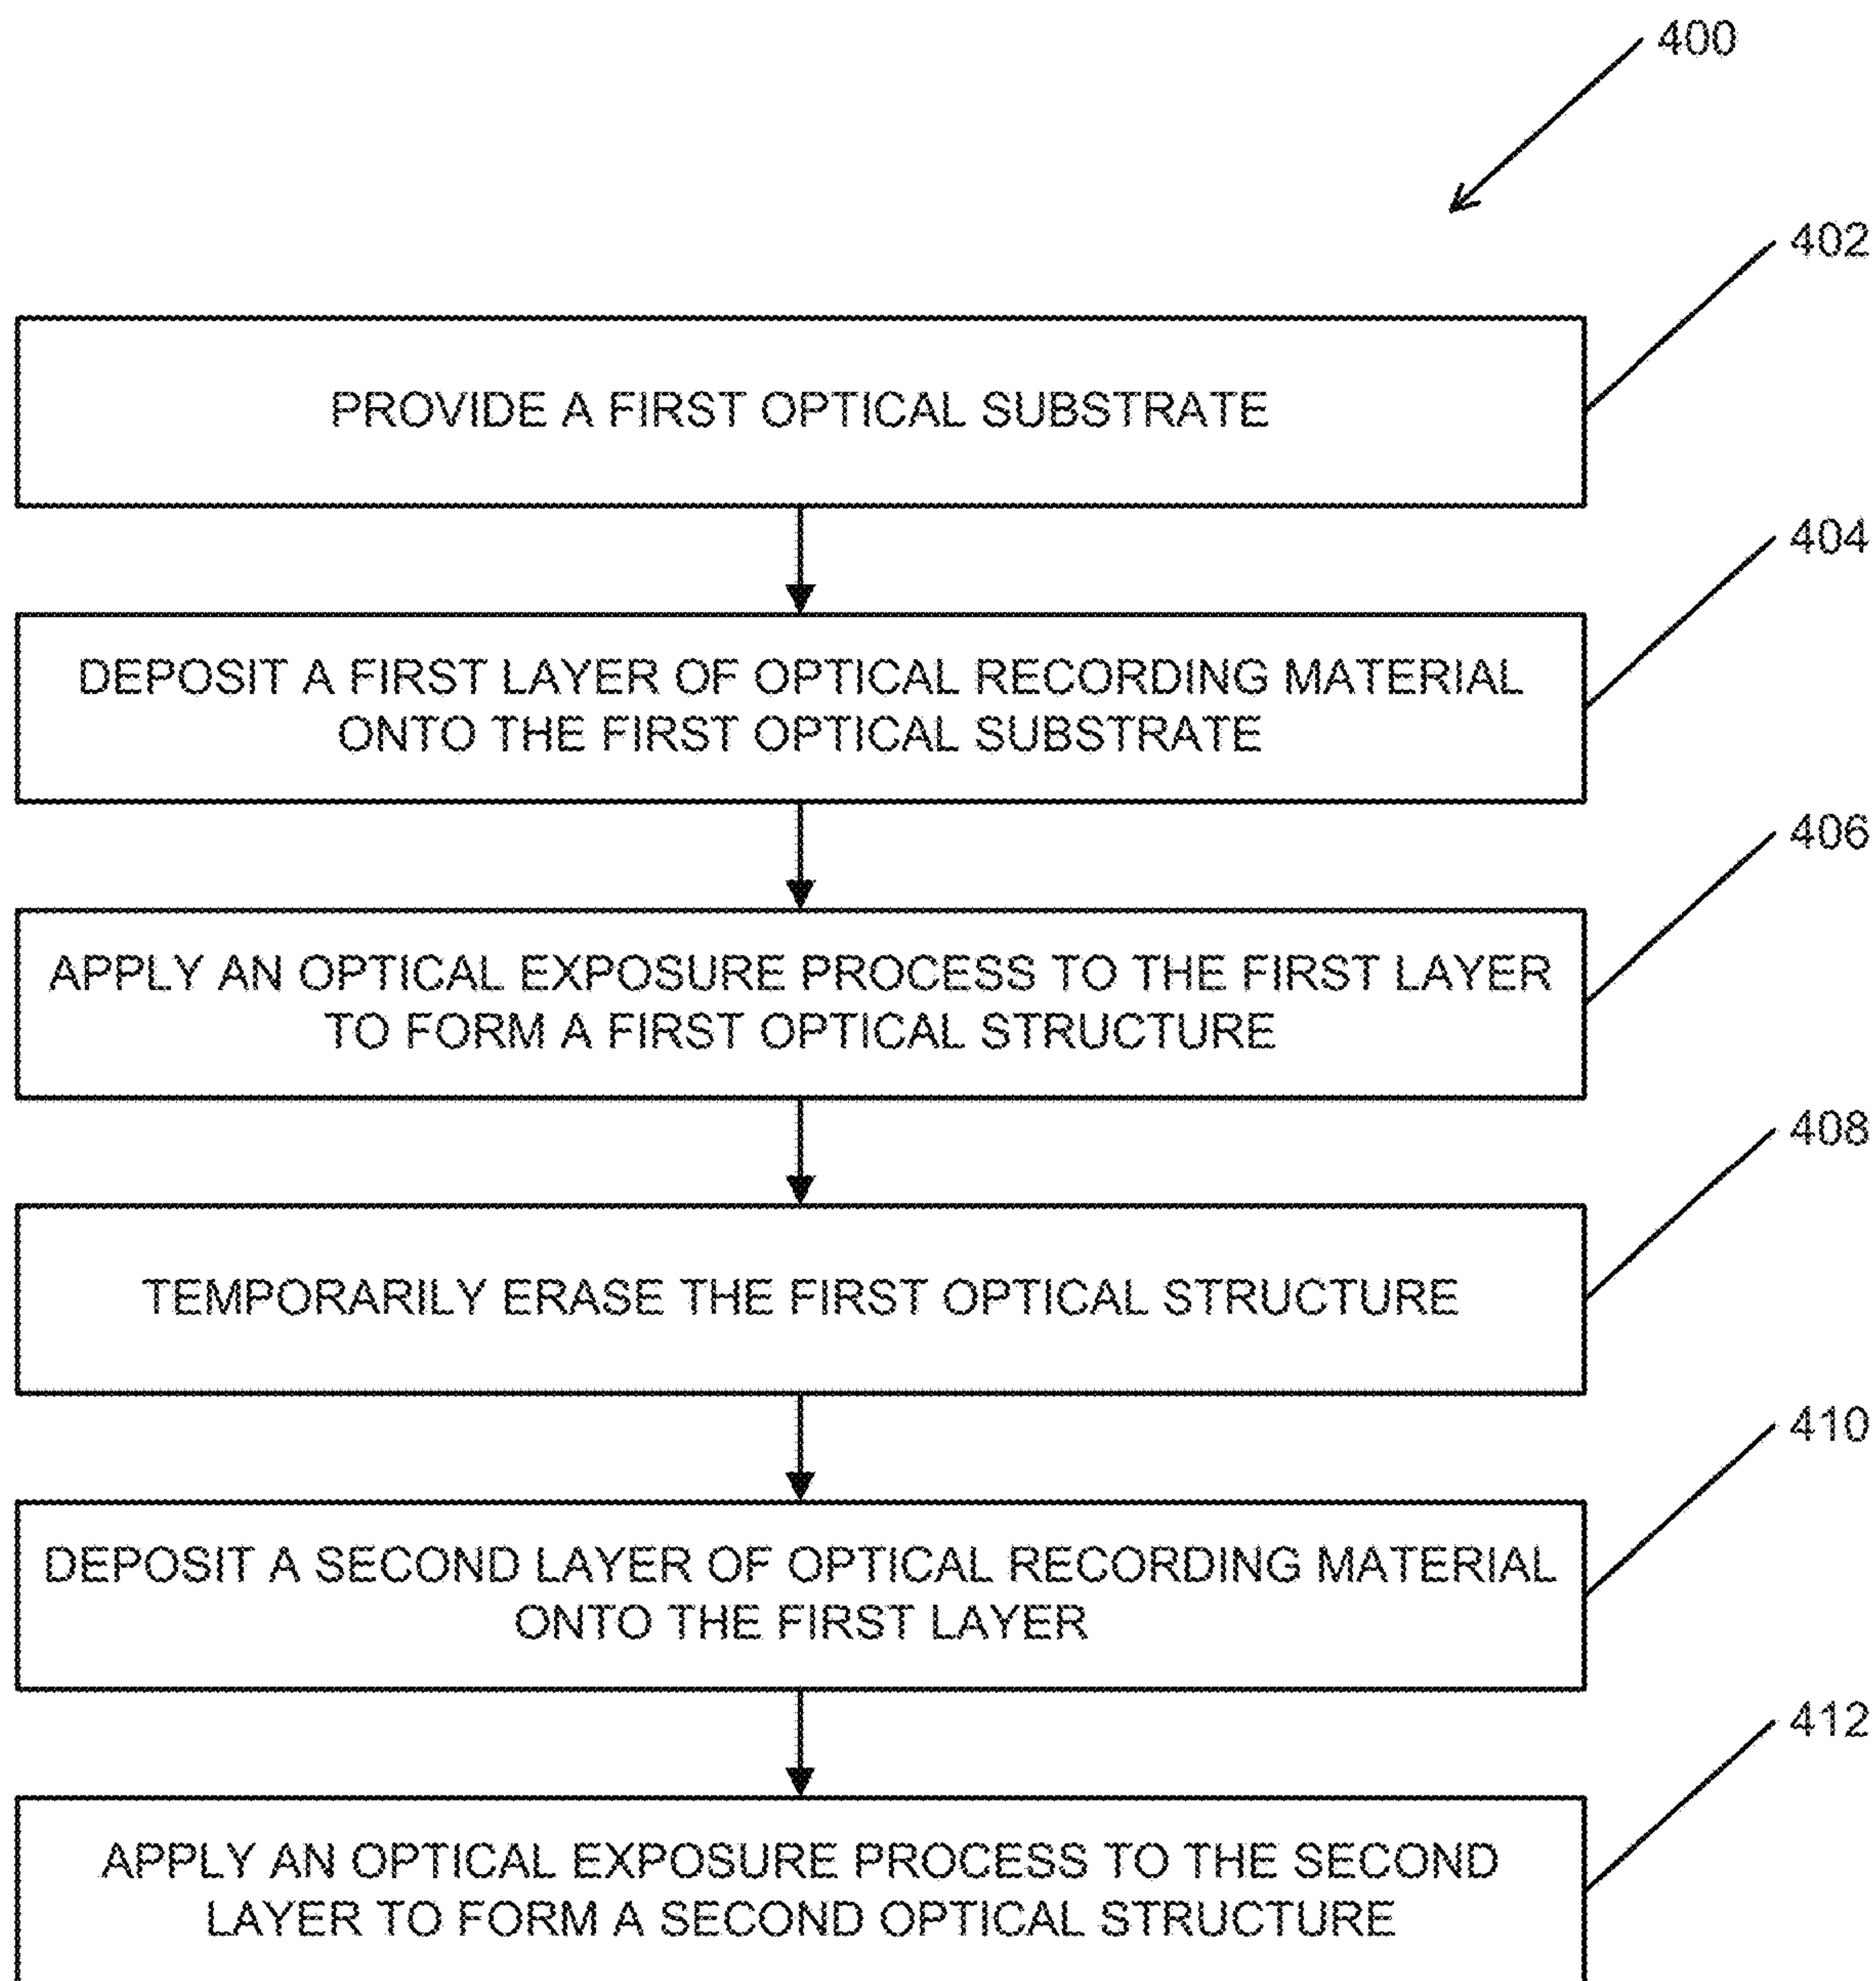 400
402
PROVIDE A FIRST OPTICAL SUBSTRATE
404
DEPOSIT A FIRST LAYER OF OPTICAL RECORDING MATERIAL
ONTO THE FIRST OPTICAL SUBSTRATE
406
APPLY AN OPTICAL EXPOSURE PROCESS TO THE FIRST LAYER
TO FORM A FIRST OPTICAL STRUCTURE
408
TEMPORARILY ERASE THE FIRST OPTICAL STRUCTURE
410
DEPOSIT A SECOND LAYER OF OPTICAL RECORDING MATERIAL
ONTO THE FIRST LAYER
412
APPLY AN OPTICAL EXPOSURE PROCESS TO THE SECOND
LAYER TO FORM A SECOND OPTICAL STRUCTURE